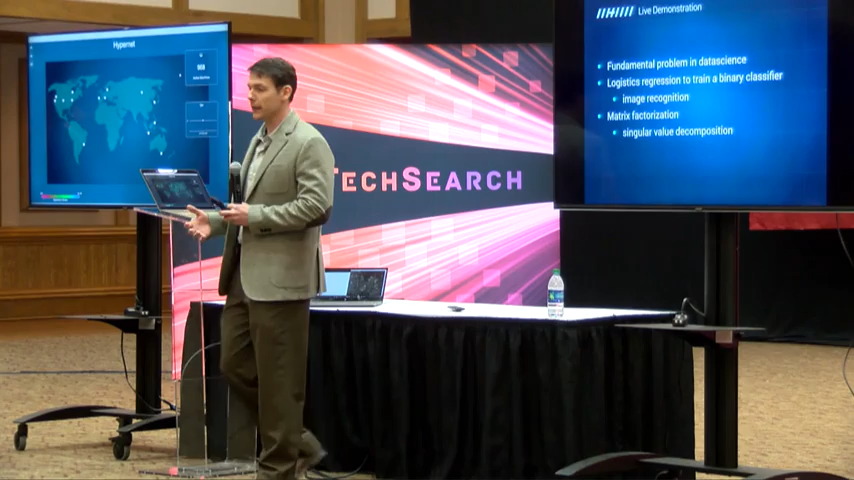 Hypernet
Live Demonstration
Fundamental problem in datascience
Logistics regression to train a binary classifier
image recognition
Matrix factorization
singular value decomposition
TECHSEARCH